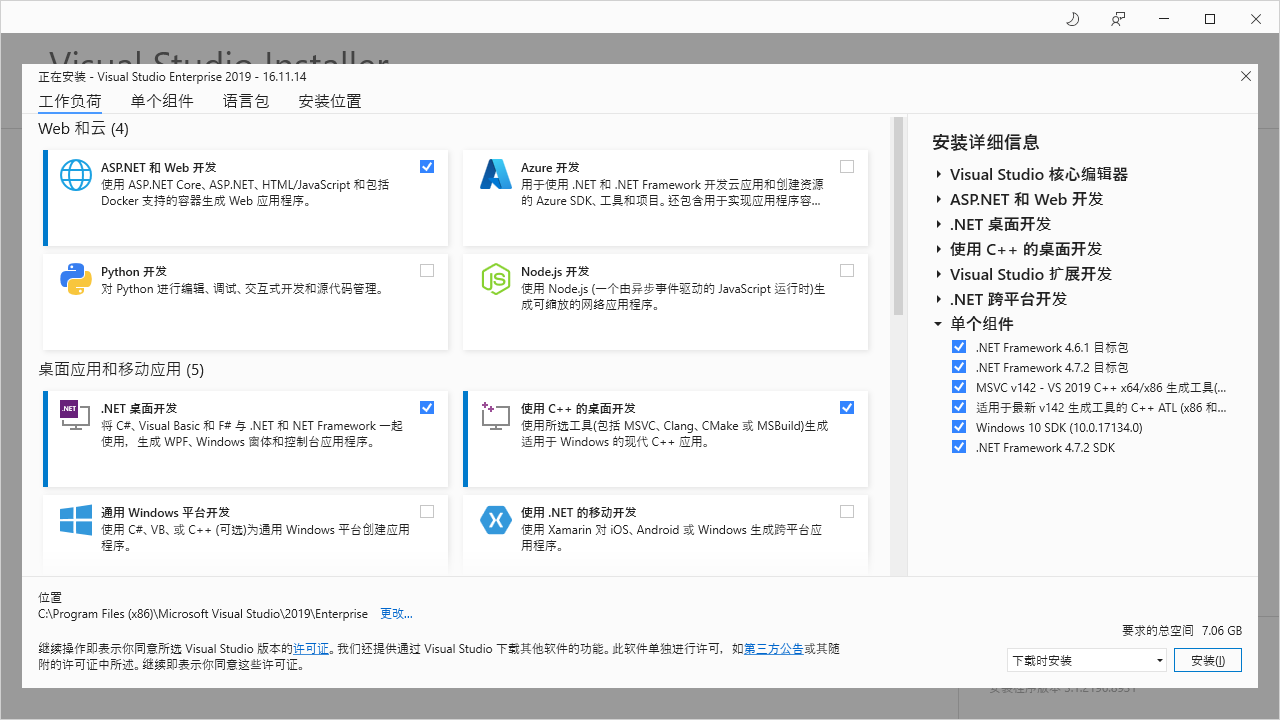 Visual Studio Installer
正在安装 - Visual Studio Enterprise 2019 - 16.11.14
工作负荷 单个组件 语言包 安装位置
Web 和云 (4)
ASP.NET 和 Web 开发
使用 ASP.NET Core、ASP.NET、HTML/JavaScript 和包括
Docker 支持的容器生成 Web 应用程序。
Azure 开发
用于使用 .NET 和 .NET Framework 开发云应用和创建资源
的 Azure SDK、工具和项目。还包含用于实现应用程序容...
Python 开发
对 Python 进行编辑、调试、交互式开发和源代码管理。
Node.js 开发
使用 Node.js (一个由异步事件驱动的 JavaScript 运行时)生
成可缩放的网络应用程序。
桌面应用和移动应用 (5)
.NET
.NET 桌面开发
将 C#、Visual Basic 和 F# 与 .NET 和 NET Framework 一起
使用，生成 WPF、Windows 窗体和控制台应用程序。
使用 C++ 的桌面开发
使用所选工具(包括 MSVC、Clang、CMake 或 MSBuild)生成
适用于 Windows 的现代 C++ 应用。
通用 Windows 平台开发
使用 C#、VB、或 C++ (可选)为通用 Windows 平台创建应用
程序。
使用 .NET 的移动开发
使用 Xamarin 对 iOS、Android 或 Windows 生成跨平台应
用程序。
安装详细信息
Visual Studio 核心编辑器
ASP.NET 和 Web 开发
.NET 桌面开发
使用 C++ 的桌面开发
Visual Studio 扩展开发
.NET 跨平台开发
单个组件
.NET Framework 4.6.1 目标包
.NET Framework 4.7.2 目标包
MSVC v142 - VS 2019 C++ x64/x86 生成工具(...
适用于最新 v142 生成工具的 C++ ATL (x86 和...
Windows 10 SDK (10.0.17134.0)
.NET Framework 4.7.2 SDK
位置
C:\Program Files (x86)\Microsoft Visual Studio\2019\Enterprise 更改...
继续操作即表示你同意所选 Visual Studio 版本的许可证。我们还提供通过 Visual Studio 下载其他软件的功能。此软件单独进行许可，如第三方公告或其随
附的许可证中所述。继续即表示你同意这些许可证。
要求的总空间 7.06 GB
下载时安装
安装(I)